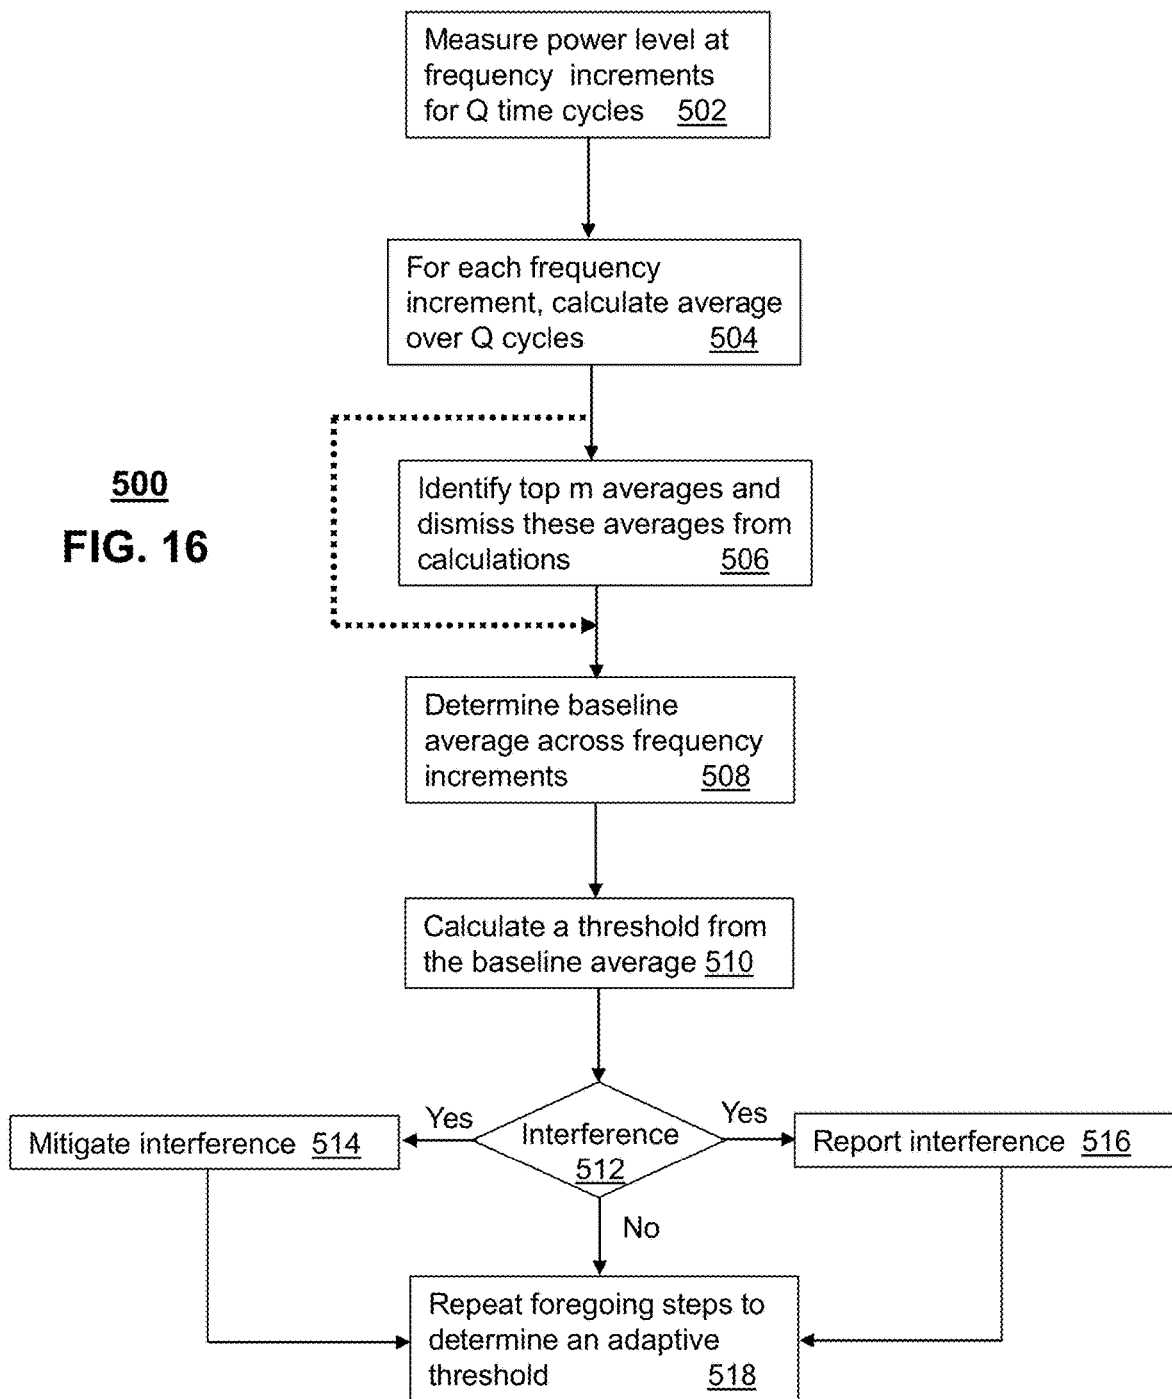 Measure power level at
frequency increments
for Q time cycles 502
For each frequency
increment, calculate average
over Q cycles 504
500
FIG. 16
Identify top m averages and
dismiss these averages from
calculations 506
Determine baseline
average across frequency
increments 508
Calculate a threshold from
the baseline average 510
Yes
Yes
Mitigate interference 514
Interference
512
Report interference 516
No
Repeat foregoing steps to
determine an adaptive
threshold 518